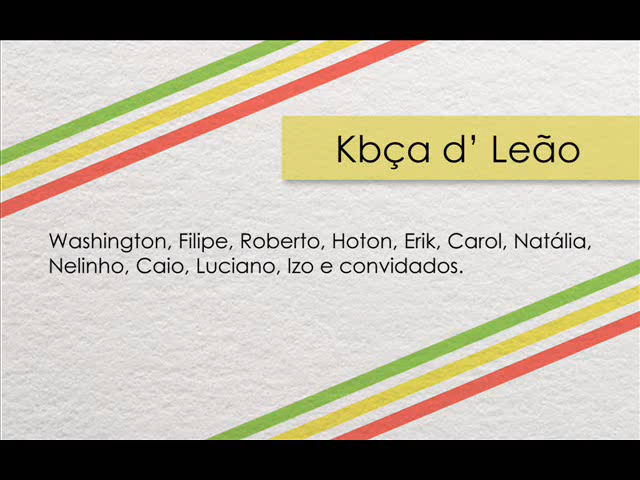 Kbça d’ Leão
Washington, Filipe, Roberto, Hoton, Erik, Carol, Natália,
Nelinho, Caio, Luciano, Izo e convidados.